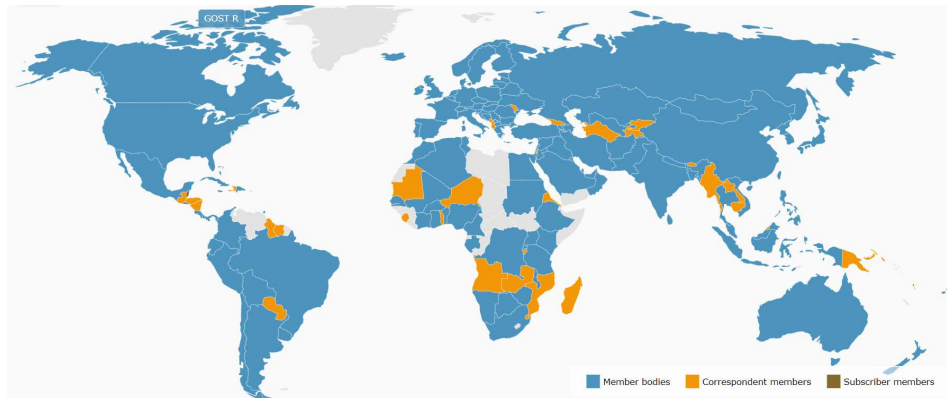 GOST R
Member bodies
Correspondent members
Subscriber members